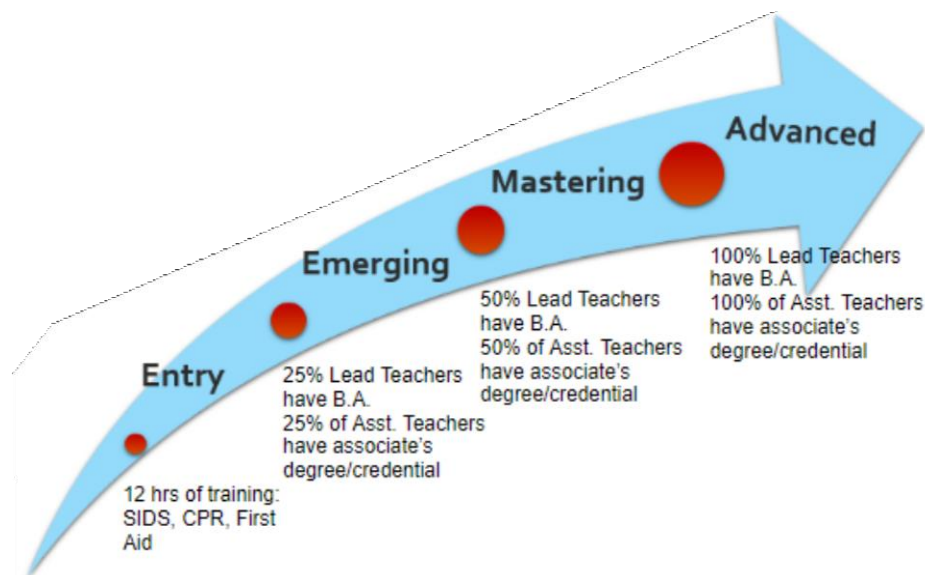 Entry
12 hrs of training:
SIDS, CPR, First
Aid
Emerging
25% Lead Teachers
have B.A.
25% of Asst. Teachers
have associate's
degree/credential
Mastering
50% Lead Teachers
have B.A.
50% of Asst. Teachers
have associate's
degree/credential
Advanced
100% Lead Teachers
have B.A.
100% of Asst. Teachers
have associate's
degree/credential